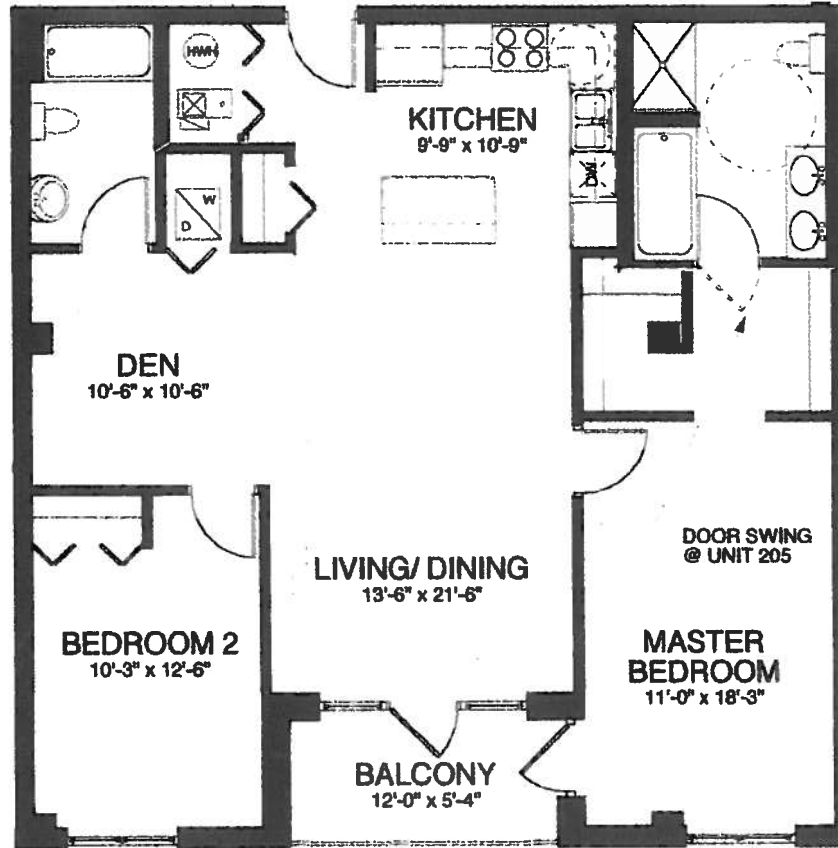 HWH
KITCHEN
9'-9" x 10'-9"
DW
W
D
DEN
10'-6" x 10'-6"
DOOR SWING
@ UNIT 205
LIVING/ DINING
13'-6" x 21'-6"
BEDROOM 2
10'-3" x 12'-6"
MASTER
BEDROOM
11'-0" x 18'-3"
BALCONY
12'-0" x 5'-4"